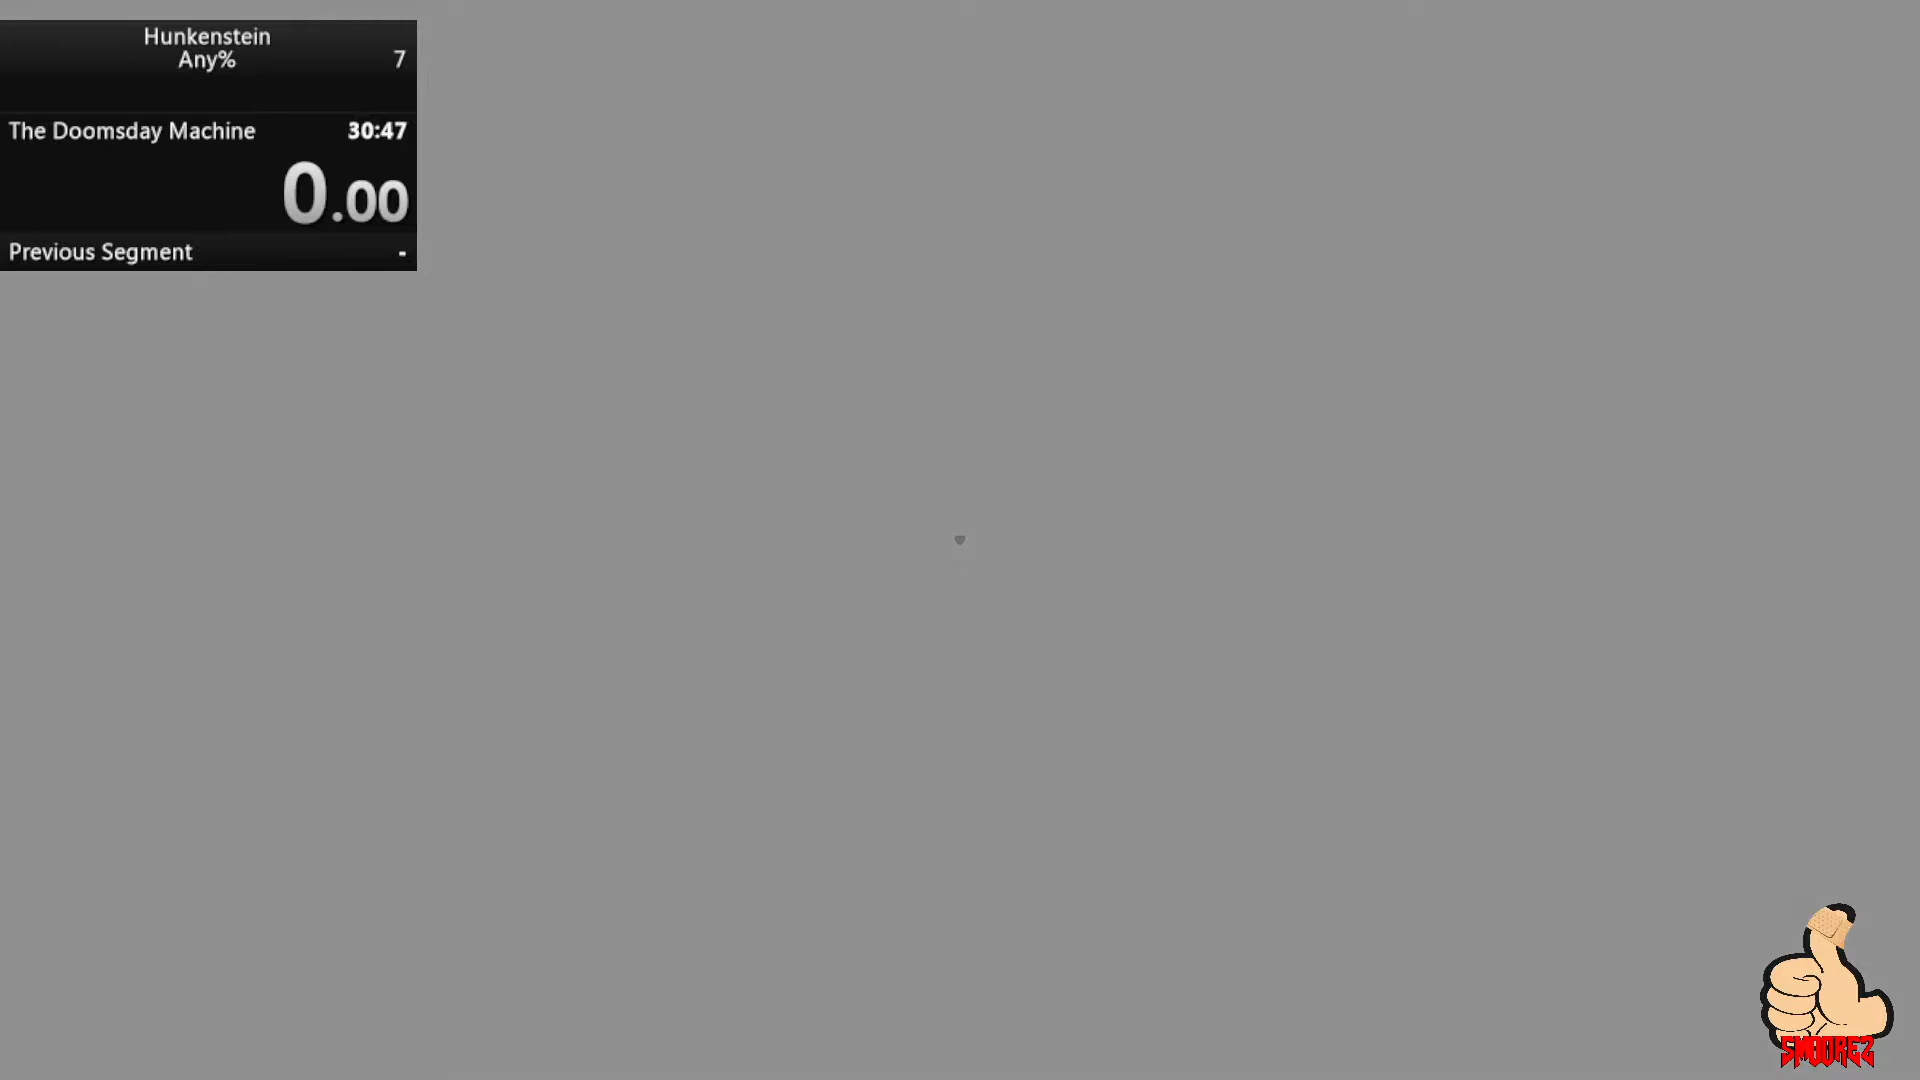 Hunkenstein
Any%
7
The Doomsday Machine 30:47
0.00
Previous Segment -
SMOOREZ